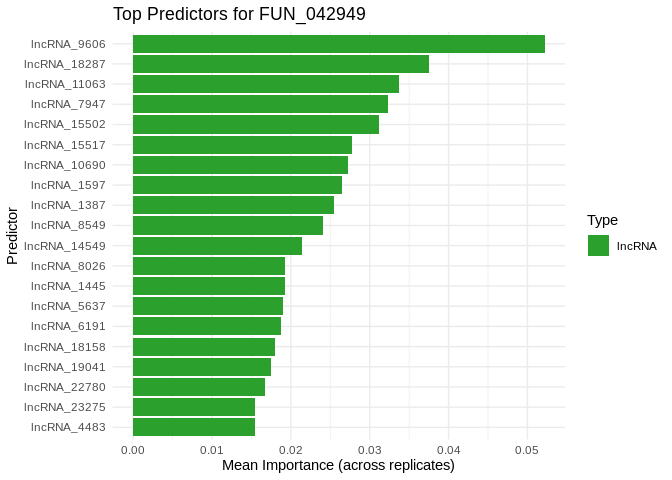 Top Predictors for FUN_042949
Predictor
lncRNA_9606
lncRNA_18287
lncRNA_11063
lncRNA_7947
lncRNA_15502
lncRNA_15517
lncRNA_10690
lncRNA_1597
lncRNA_1387
lncRNA_8549
lncRNA_14549
lncRNA_8026
lncRNA_1445
lncRNA_5637
lncRNA_6191
lncRNA_18158
lncRNA_19041
lncRNA_22780
lncRNA_23275
lncRNA_4483
0.00 0.01 0.02 0.03 0.04 0.05
Mean Importance (across replicates)
Type
lncRNA